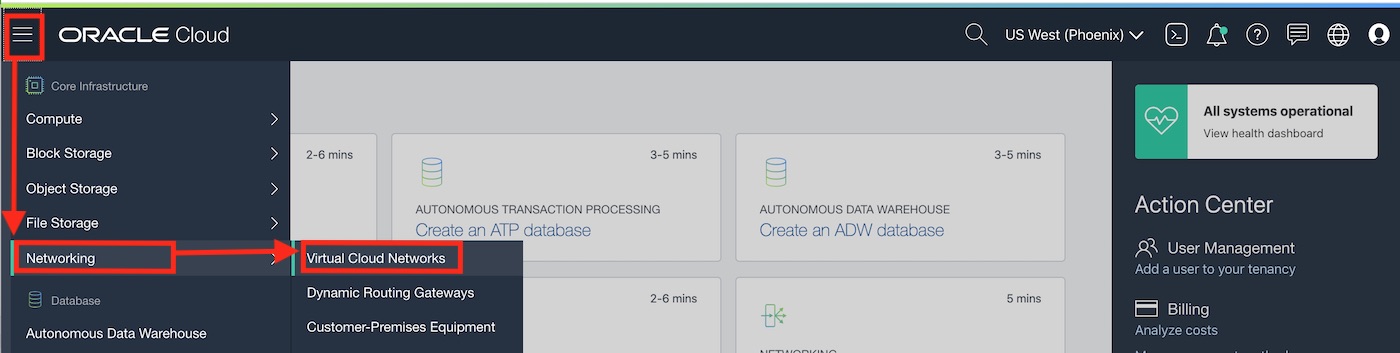 ORACLE Cloud
US West (Phoenix)
Core Infrastructure
Compute
Block Storage
Object Storage
File Storage
Networking
Database
Autonomous Data Warehouse
Virtual Cloud Networks
Dynamic Routing Gateways
Customer-Premises Equipment
2-6 mins
3-5 mins
AUTONOMOUS TRANSACTION PROCESSING
Create an ATP database
3-5 mins
AUTONOMOUS DATA WAREHOUSE
Create an ADW database
2-6 mins
5 mins
NETWORKING
All systems operational
View health dashboard
Action Center
User Management
Add a user to your tenancy
Billing
Analyze costs